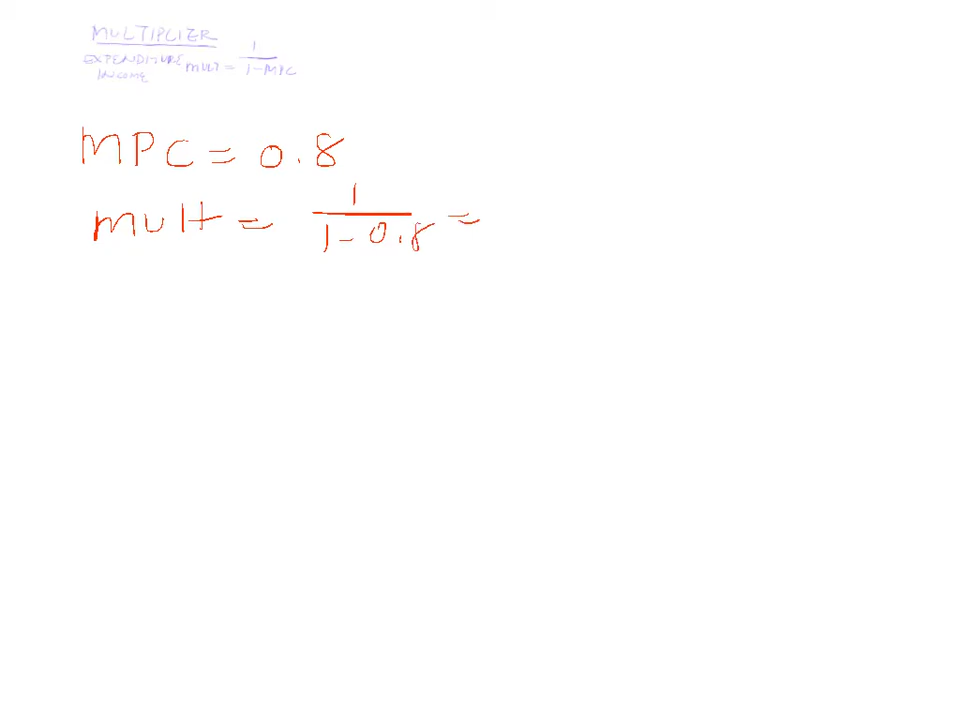 MULTIPLIER
EXPENDITURE MULT = 1
INCOME 1-MPC
MPC = 0.8
mult = 1 =
1-0.8